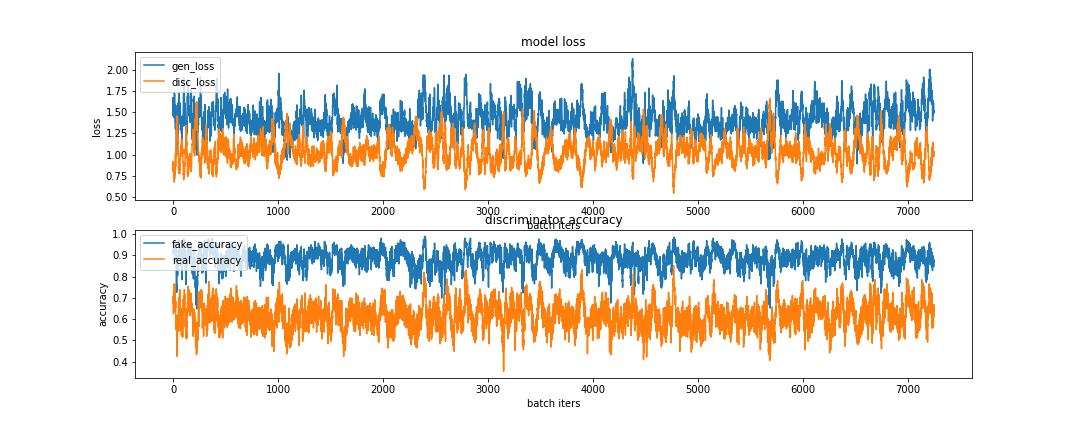 model loss
gen_loss
disc_loss
2.00
1.75
1.50
1.25
1.00
0.75
0.50
loss
0 1000 2000 3000 4000 5000 6000 7000
batch iters
discriminator accuracy
fake_accuracy
real_accuracy
1.0
0.9
0.8
0.7
0.6
0.5
0.4
accuracy
0 1000 2000 3000 4000 5000 6000 7000
batch iters